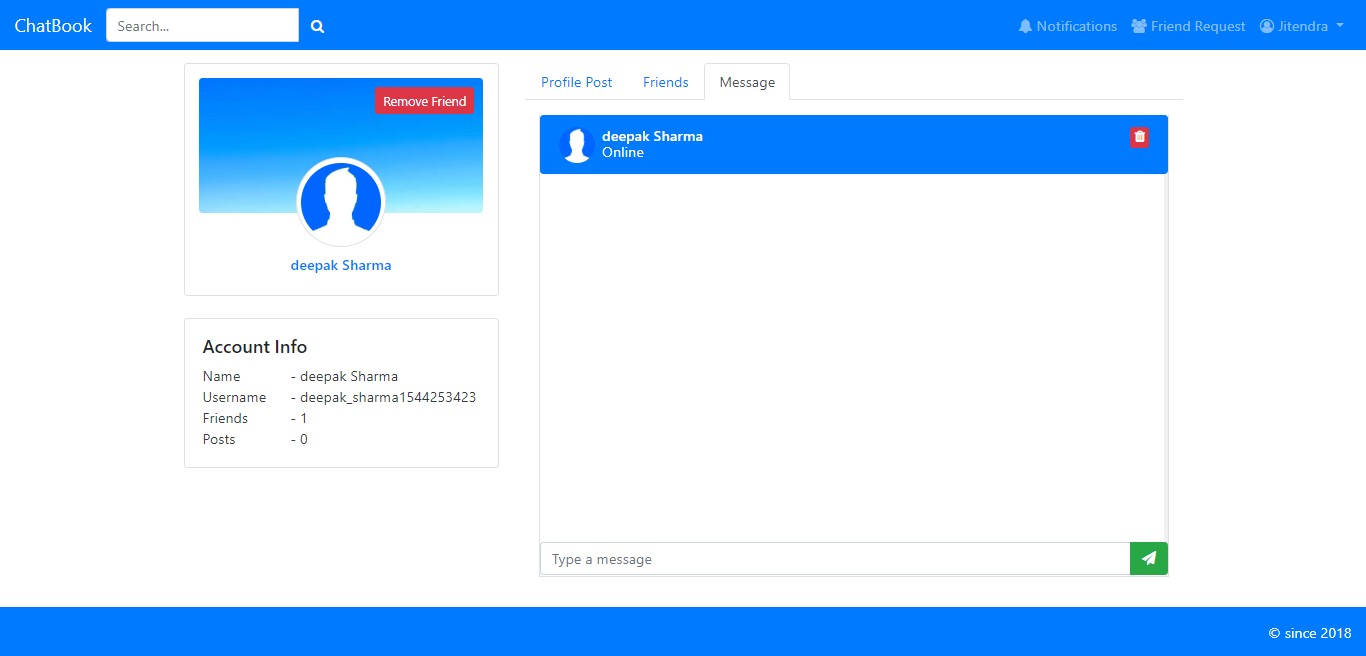 ChatBook Search... Notifications Friend Request Jitendra
Remove Friend
deepak Sharma
Account Info
Name - deepak Sharma
Username - deepak_sharma1544253423
Friends - 1
Posts - 0
Profile Post Friends Message
deepak Sharma
Online
Type a message
© since 2018